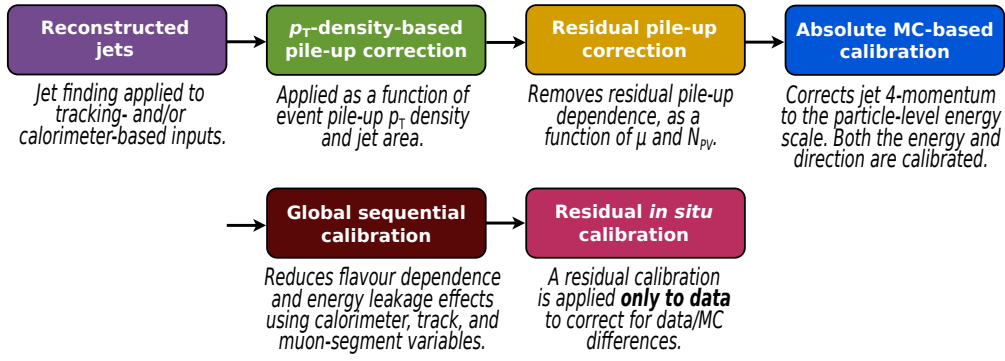 Reconstructed
jets
Jet finding applied to
tracking- and/or
calorimeter-based inputs.
pT-density-based
pile-up correction
Applied as a function of
event pile-up pT density
and jet area.
Residual pile-up
correction
Removes residual pile-up
dependence, as a
function of μ and NPV.
Absolute MC-based
calibration
Corrects jet 4-momentum
to the particle-level energy
scale. Both the energy and
direction are calibrated.
Global sequential
calibration
Reduces flavour dependence
and energy leakage effects
using calorimeter, track, and
muon-segment variables.
Residual in situ
calibration
A residual calibration
is applied only to data
to correct for data/MC
differences.